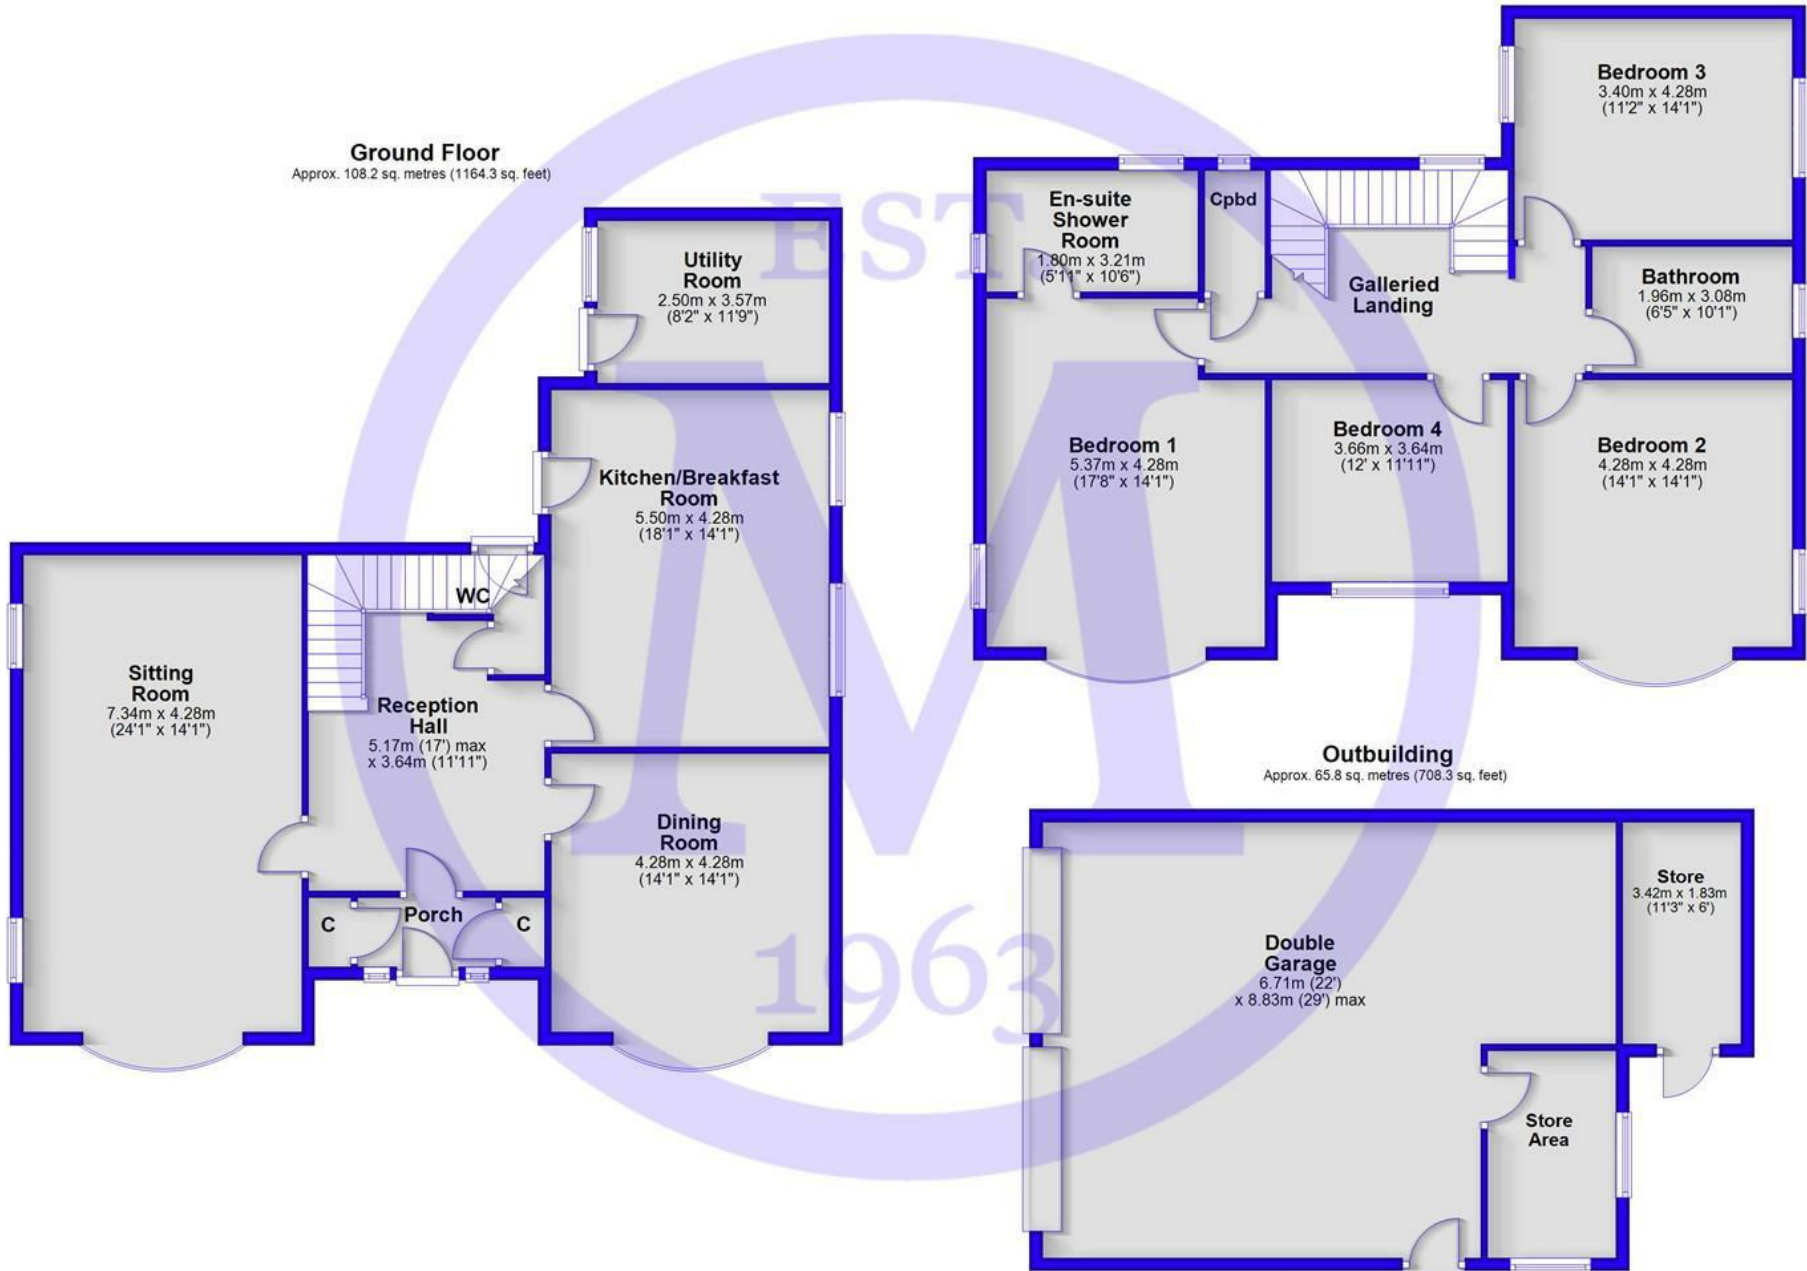 Ground Floor
Approx. 108.2 sq. metres (1164.3 sq. feet)
Utility
Room
2.50m x 3.57m
(8'2" x 11'9")
Kitchen/Breakfast
Room
5.50m x 4.28m
(18'1" x 14'1")
WC
Sitting
Room
7.34m x 4.28m
(24'1" x 14'1")
Reception
Hall
5.17m (17') max
x 3.64m (11'11")
Dining
Room
4.28m x 4.28m
(14'1" x 14'1")
C
Porch
C
Bedroom 3
3.40m x 4.28m
(11'2" x 14'1")
En-suite
Shower
Room
1.80m x 3.21m
(5'11" x 10'6")
Cpbd
Galleried
Landing
Bathroom
1.96m x 3.08m
(6'5" x 10'1")
Bedroom 1
5.37m x 4.28m
(17'8" x 14'1")
Bedroom 4
3.66m x 3.64m
(12' x 11'11")
Bedroom 2
4.28m x 4.28m
(14'1" x 14'1")
Outbuilding
Approx. 65.8 sq. metres (708.3 sq. feet)
Double
Garage
6.71m (22')
x 8.83m (29') max
Store
3.42m x 1.83m
(11'3" x 6')
Store
Area
EST.
M
1963